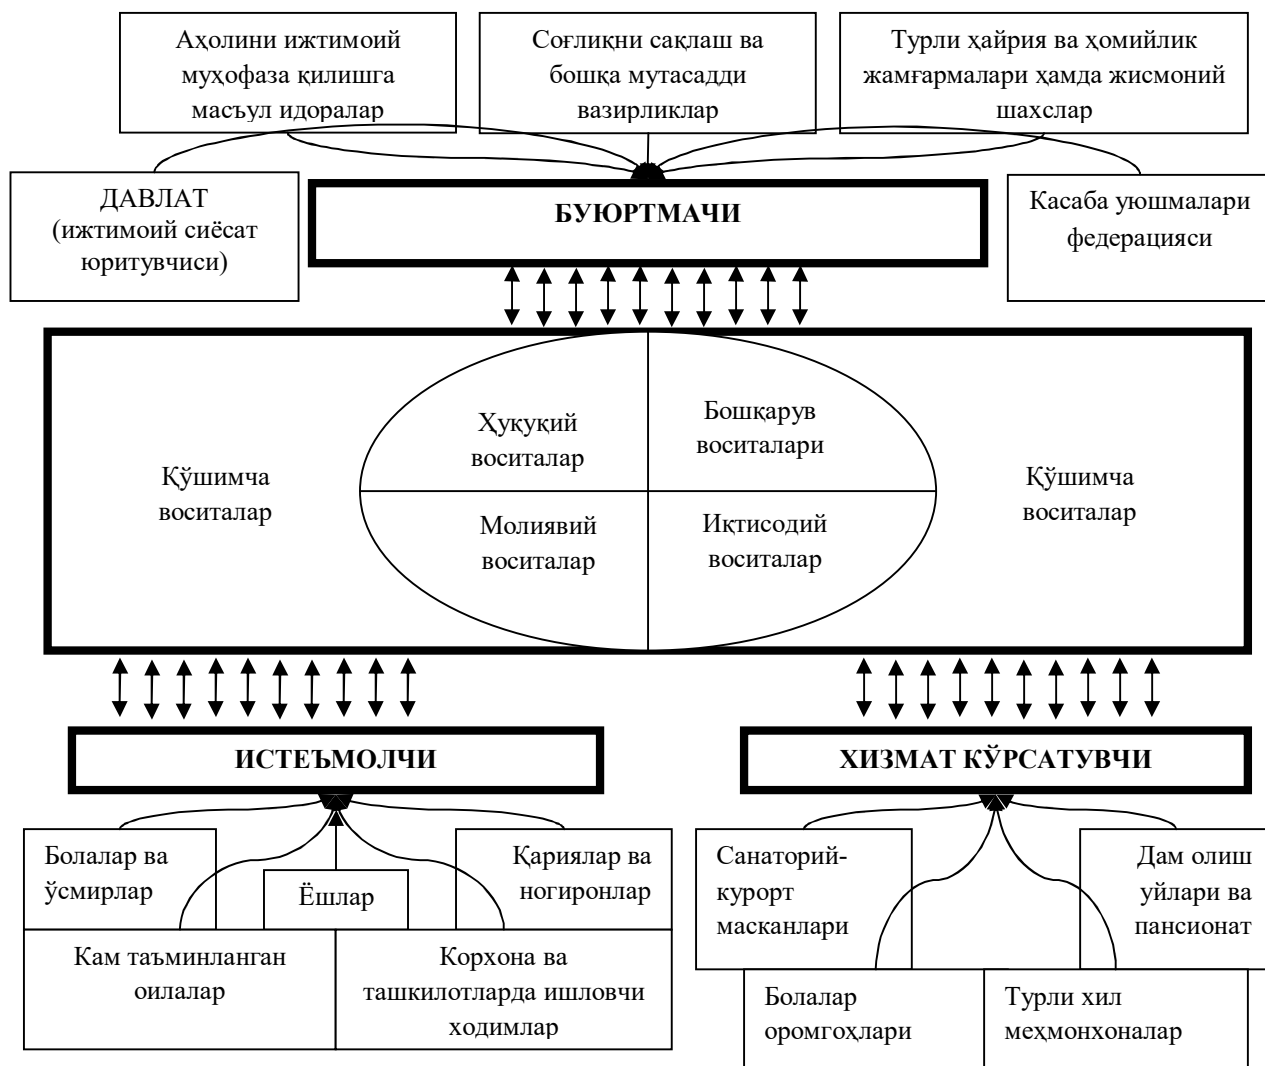 Аҳолини ижтимоий
муҳофаза қилишга
масъул идоралар
Соғлиқни сақлаш ва
бошқа мутасадди
вазирликлар
Турли ҳайрия ва ҳомийлик
жамғармалари ҳамда жисмоний
шахслар
ДАВЛАТ
(ижтимоий сиёсат
юритувчиси)
БУЮРТМАЧИ
Касаба уюшмалари
федерацияси
Қўшимча
воситалар
Ҳуқуқий
воситалар
Бошқарув
воситалари
Молиявий
воситалар
Иқтисодий
воситалар
Қўшимча
воситалар
ИСТЕЪМОЛЧИ
ХИЗМАТ КЎРСАТУВЧИ
Болалар ва
ўсмирлар
Ёшлар
Қариялар ва
ногиронлар
Кам таъминланган
оилалар
Корхона ва
ташкилотларда ишловчи
ходимлар
Санаторий-
курорт
масканлари
Дам олиш
уйлари ва
пансионат
Болалар
оромгоҳлари
Турли хил
меҳмонхоналар